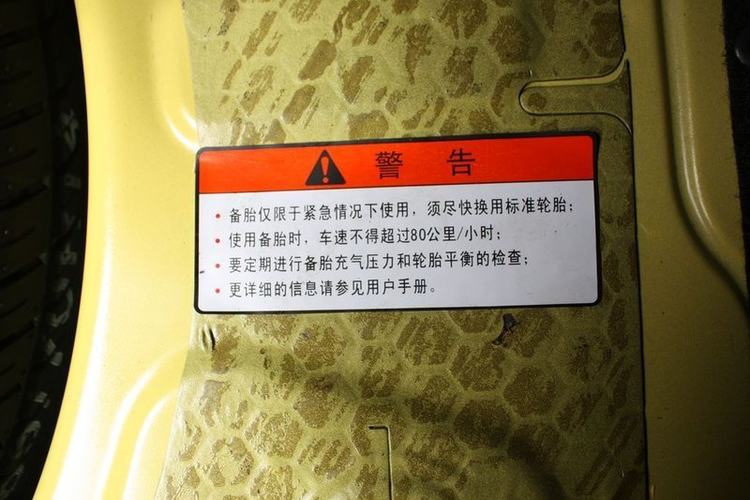 警告
• 备胎仅限于紧急情况下使用，须尽快换用标准轮胎；
• 使用备胎时，车速不得超过80公里/小时；
• 要定期进行备胎充气压力和轮胎平衡的检查；
• 更详细的信息请参见用户手册。